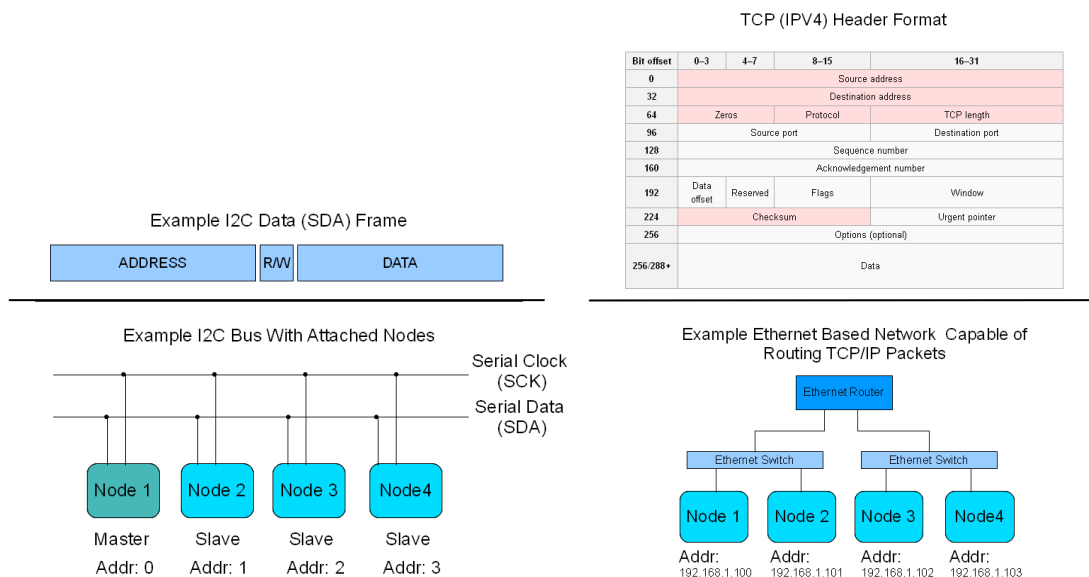 TCP (IPV4) Header Format
Bit offset 0–3 4–7 8–15 16–31
0 Source address
32 Destination address
64 Zeros Protocol TCP length
96 Source port Destination port
128 Sequence number
160 Acknowledgement number
192 Data offset Reserved Flags Window
224 Checksum Urgent pointer
256 Options (optional)
256/288+ Data
Example I2C Data (SDA) Frame
ADDRESS R/W DATA
Example I2C Bus With Attached Nodes
Serial Clock
(SCK)
Serial Data
(SDA)
Node 1 Node 2 Node 3 Node4
Master Slave Slave Slave
Addr: 0 Addr: 1 Addr: 2 Addr: 3
Example Ethernet Based Network Capable of
Routing TCP/IP Packets
Ethernet Router
Ethernet Switch Ethernet Switch
Node 1 Node 2 Node 3 Node4
Addr: Addr: Addr: Addr:
192.168.1.100 192.168.1.101 192.168.1.102 192.168.1.103